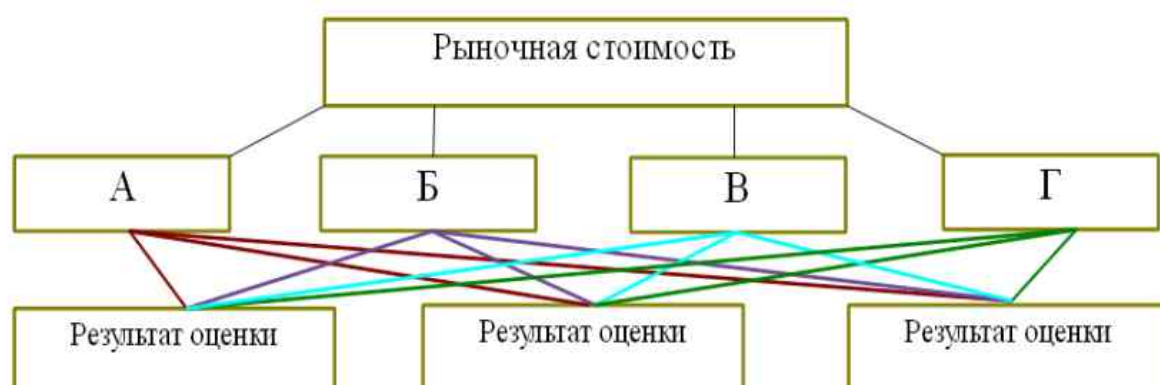 Рыночная стоимость
А
Б
В
Г
Результат оценки
Результат оценки
Результат оценки